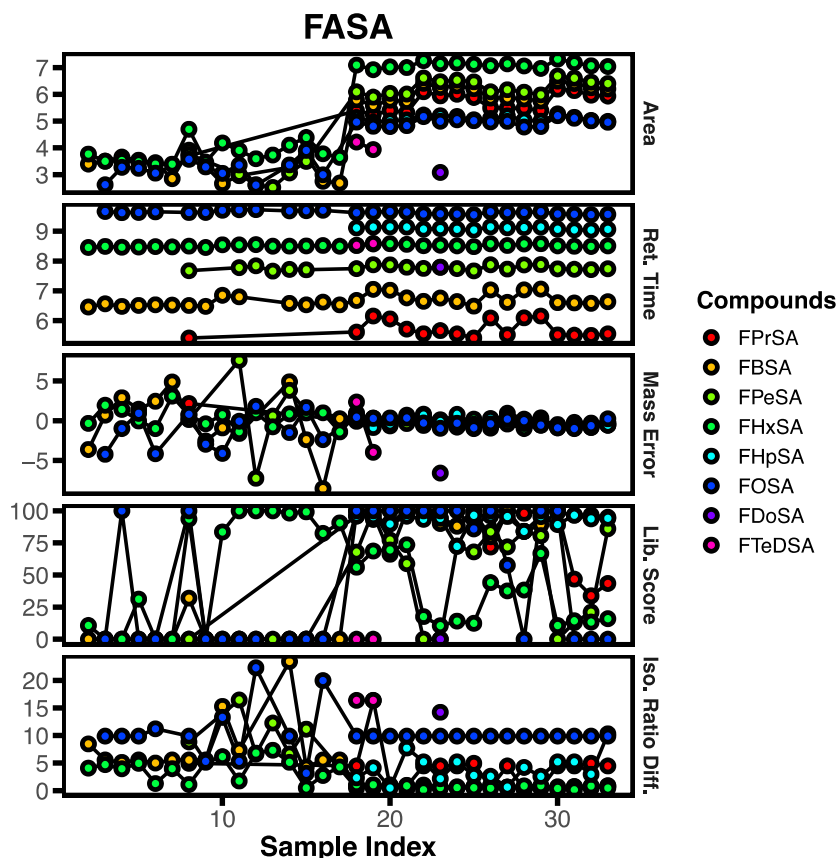 FASA
7
6
5
4
3
Area
9
8
7
6
Ret. Time
5
0
−5
Mass Error
100
75
50
25
0
Lib. Score
20
15
10
5
0
Iso. Ratio Diff.
10 20 30
Sample Index
Compounds
FPrSA
FBSA
FPeSA
FHxSA
FHpSA
FOSA
FDoSA
FTeDSA